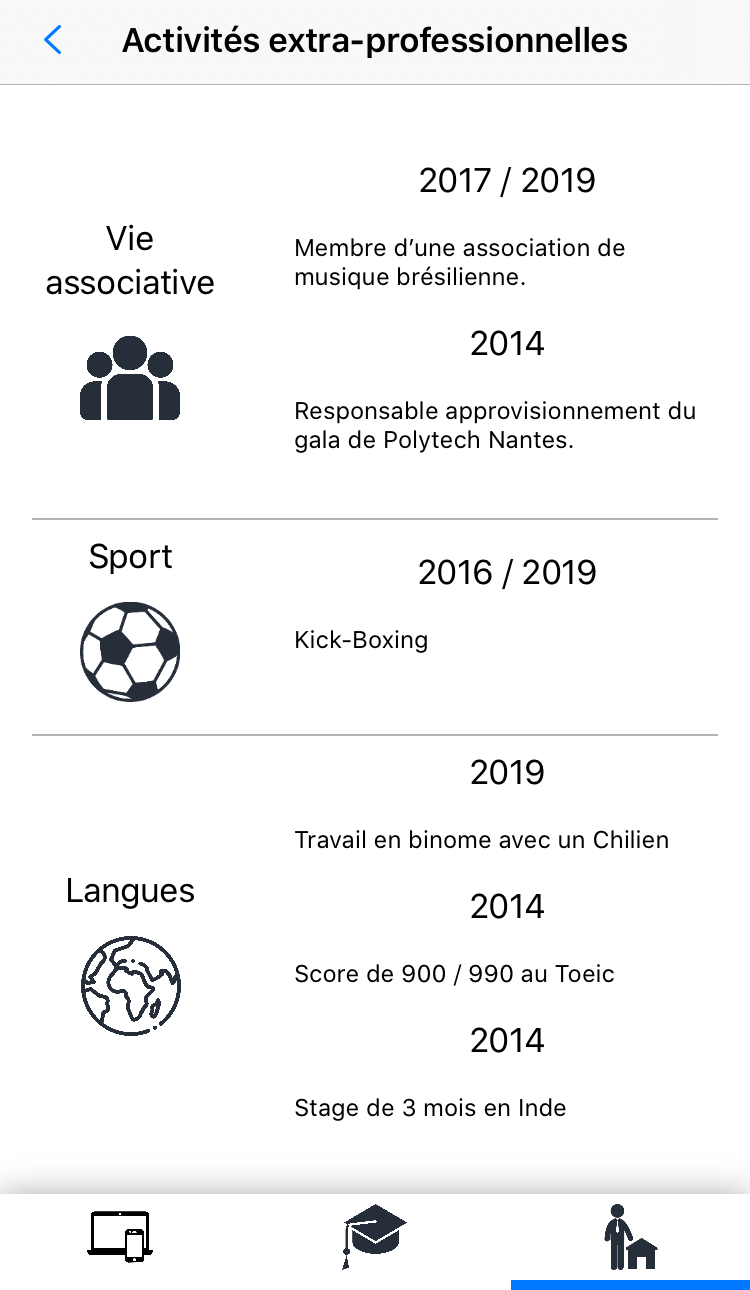 Activités extra-professionnelles
Vie
associative
2017 / 2019
Membre d’une association de
musique brésilienne.
2014
Responsable approvisionnement du
gala de Polytech Nantes.
Sport
2016 / 2019
Kick-Boxing
Langues
2019
Travail en binome avec un Chilien
2014
Score de 900 / 990 au Toeic
2014
Stage de 3 mois en Inde